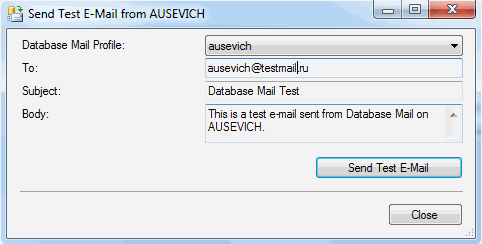 Send Test E-Mail from AUSEVICH
Database Mail Profile:
ausevich
To:
ausevich@testmail.ru
Subject:
Database Mail Test
Body:
This is a test e-mail sent from Database Mail on
AUSEVICH.
Send Test E-Mail
Close